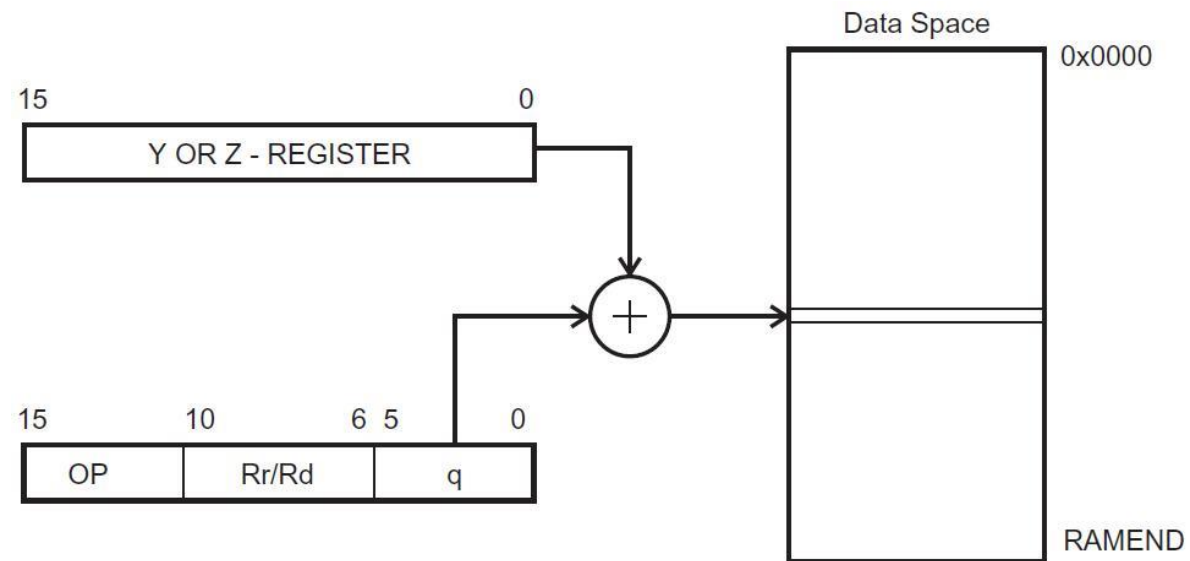 Data Space
0x0000
15 0
Y OR Z - REGISTER
15 10 6 5 0
OP Rr/Rd q
RAMEND